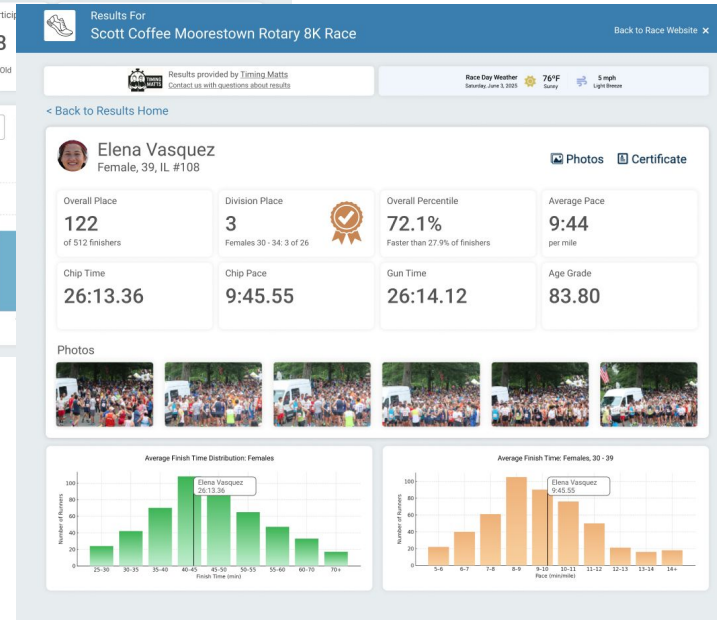 rticip
8
Old
Results For
Scott Coffee Moorestown Rotary 8K Race
Back to Race Website ×
TIMING
MATTS
Results provided by Timing Matts
Contact us with questions about results
Race Day Weather
Saturday, June 3, 2025
76°F
Sunny
5 mph
Light Breeze
< Back to Results Home
Elena Vasquez
Female, 39, IL #108
Photos
Certificate
Overall Place
122
of 512 finishers
Division Place
3
Females 30 - 34: 3 of 26
Overall Percentile
72.1%
Faster than 27.9% of finishers
Average Pace
9:44
per mile
Chip Time
26:13.36
Chip Pace
9:45.55
Gun Time
26:14.12
Age Grade
83.80
Photos
Average Finish Time Distribution: Females
Number of Runners
100
80
60
40
20
0
Elena Vasquez
26:13.36
25-30 30-35 35-40 40-45 45-50 50-55 55-60 60-70 70+
Finish Time (min)
Average Finish Time: Females, 30 - 39
Number of Runners
100
80
60
40
20
0
Elena Vasquez
9:45.55
5-6 6-7 7-8 8-9 9-10 10-11 11-12 12-13 13-14 14+
Pace (min/mile)